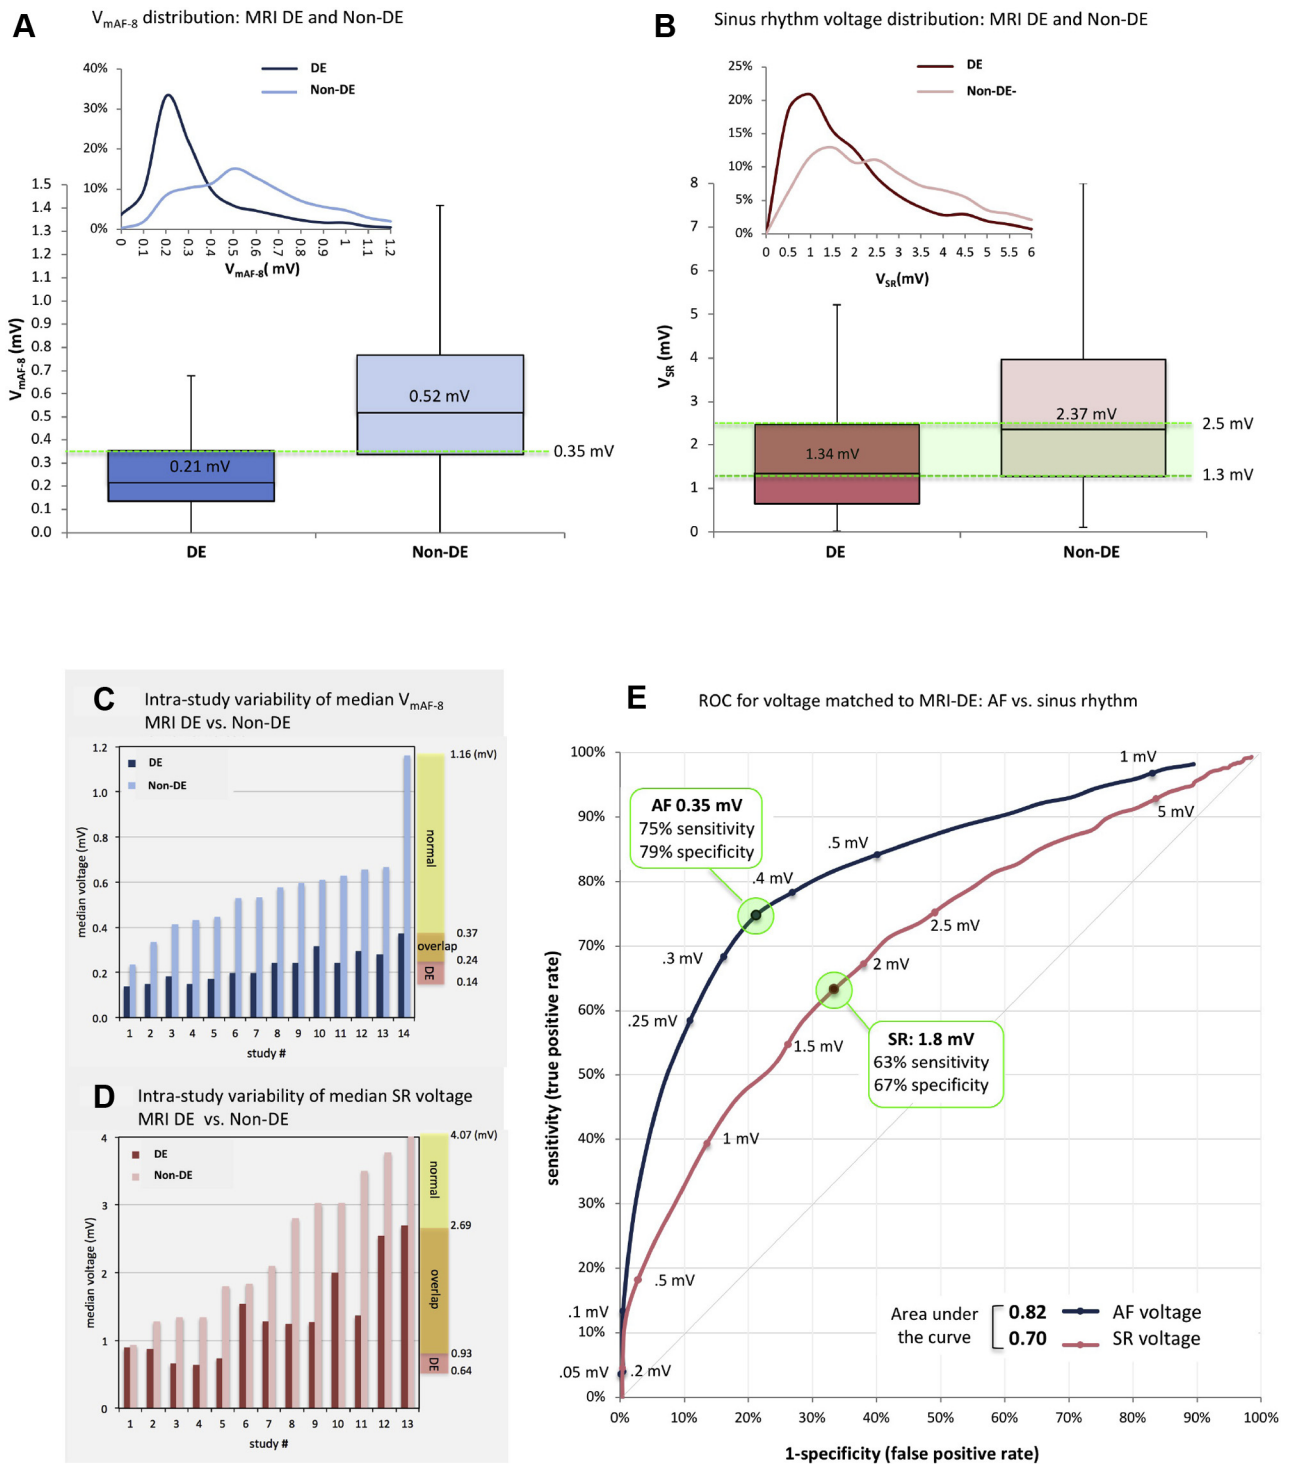 A
V_mAF-8 distribution: MRI DE and Non-DE
DE
Non-DE
40%
30%
20%
10%
0%
0 0.1 0.2 0.3 0.4 0.5 0.6 0.7 0.8 0.9 1 1.1 1.2
V_mAF-8( mV)
1.5
1.4
1.3
1.2
1.1
1.0
0.9
0.8
0.7
0.6
0.5
0.4
0.3
0.2
0.1
0.0
V_mAF-8 (mV)
0.21 mV
0.52 mV
0.35 mV
DE Non-DE
B
Sinus rhythm voltage distribution: MRI DE and Non-DE
DE
Non-DE-
25%
20%
15%
10%
5%
0%
0 0.5 1 1.5 2 2.5 3 3.5 4 4.5 5 5.5 6
V_SR(mV)
8
7
6
5
4
3
2
1
0
V_SR (mV)
1.34 mV
2.37 mV
2.5 mV
1.3 mV
DE Non-DE
C
Intra-study variability of median V_mAF-8
MRI DE vs. Non-DE
DE
Non-DE
1.2
1.0
0.8
0.6
0.4
0.2
0.0
median voltage (mV)
1 2 3 4 5 6 7 8 9 10 11 12 13 14
study #
1.16 (mV)
normal
0.37
overlap
0.24
DE
0.14
D
Intra-study variability of median SR voltage
MRI DE vs. Non-DE
DE
Non-DE
4
3
2
1
0
median voltage (mV)
1 2 3 4 5 6 7 8 9 10 11 12 13
study #
4.07 (mV)
normal
2.69
overlap
0.93
DE
0.64
E
ROC for voltage matched to MRI-DE: AF vs. sinus rhythm
100%
90%
80%
70%
60%
50%
40%
30%
20%
10%
0%
sensitivity (true positive rate)
AF 0.35 mV
75% sensitivity
79% specificity
1 mV
5 mV
.5 mV
.4 mV
2.5 mV
.3 mV
2 mV
.25 mV
1.5 mV
SR: 1.8 mV
63% sensitivity
67% specificity
1 mV
.5 mV
.1 mV
.05 mV
.2 mV
Area under
the curve
0.82 AF voltage
0.70 SR voltage
0% 10% 20% 30% 40% 50% 60% 70% 80% 90% 100%
1-specificity (false positive rate)